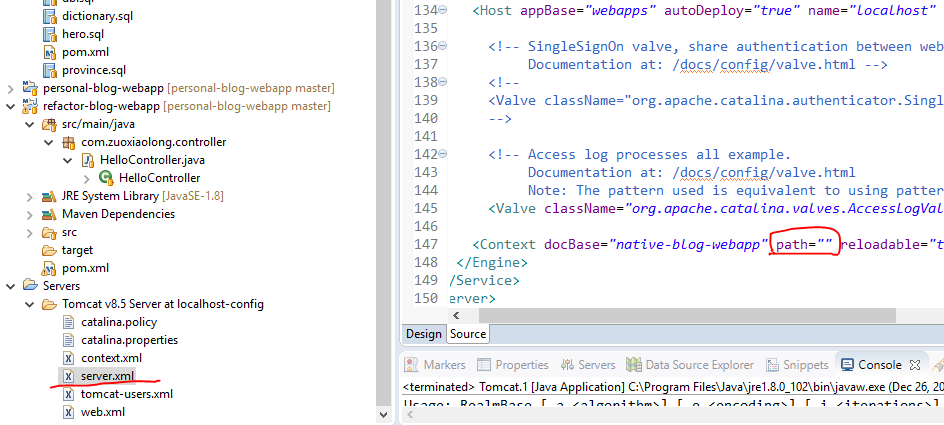 dictionary.sql
hero.sql
pom.xml
province.sql
personal-blog-webapp [personal-blog-webapp master]
refactor-blog-webapp [personal-blog-webapp master]
src/main/java
com.zuoxiaolong.controller
HelloController.java
HelloController
JRE System Library [JavaSE-1.8]
Maven Dependencies
src
target
pom.xml
Servers
Tomcat v8.5 Server at localhost-config
catalina.policy
catalina.properties
context.xml
server.xml
tomcat-users.xml
web.xml
134 <Host appBase="webapps" autoDeploy="true" name="localhost"
135
136 <!-- SingleSignOn valve, share authentication between web
137 Documentation at: /docs/config/valve.html -->
138 <!--
139 <Valve className="org.apache.catalina.authenticator.Singl
140 -->
141
142 <!-- Access log processes all example.
143 Documentation at: /docs/config/valve.html
144 Note: The pattern used is equivalent to using patter
145 <Valve className="org.apache.catalina.valves.AccessLogVal
146
147 <Context docBase="native-blog-webapp" path="" reloadable="t
148 </Engine>
149 /Service>
150 erver>
Design Source
Markers Properties Servers Data Source Explorer Snippets Console
<terminated> Tomcat.1 [Java Application] C:\Program Files\Java\jre1.8.0_102\bin\javaw.exe (Dec 26, 20
Usage: RealmBase [-a <algorithm>] [-e <encoding>] [-i <iterations>]